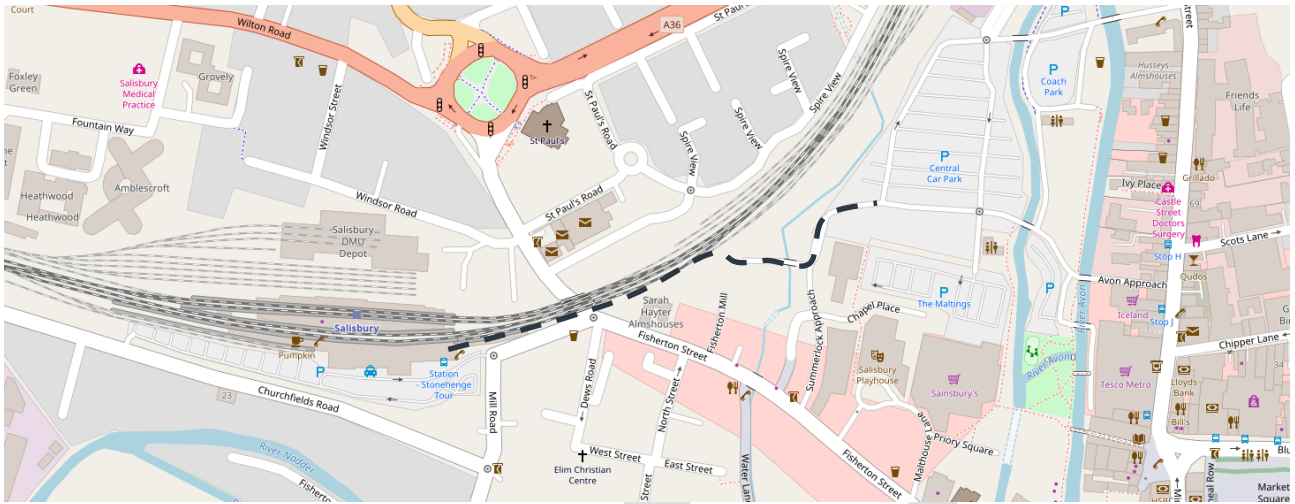 Court
Wilton Road
A36
St Paul's
Street
Coach
Park
Husseys
Almshouses
Friends
Life
Foxley
Green
Salisbury
Medical
Practice
Grovely
Windsor Street
St Paul's
St Paul's Road
Spire View
Spire View
Spire View
Spire View
Fountain Way
Central
Car Park
Grillado
Ivy Place
Amblescroft
Heathwood
Heathwood
Windsor Road
St Paul's Road
Castle
Street
Doctors
Surgery
69
Scots Lane
Stop H
Qudos
Salisbury
DMU
Depot
Avon Approach
River Avon
Iceland
Stop J
Sarah
Hayter
Almshouses
Fisherton Mill
Chapel Place
The Maltings
P
Summerlock Approach
Salisbury
Pumpkin
Fisherton Street
Chipper Lane
River Avon
Station
- Stonehenge
Tour
P
Salisbury
Playhouse
Sainsbury's
Tesco Metro
Lloyds
Bank
34
Churchfields Road
23
Mill Road
Dews Road
North Street
Malthouse Lane
Bill's
Priory Square
River Nadder
West Street
East Street
Water Lane
Fisherton Street
Elim Christian
Centre
Street
Market
Square
HSBC